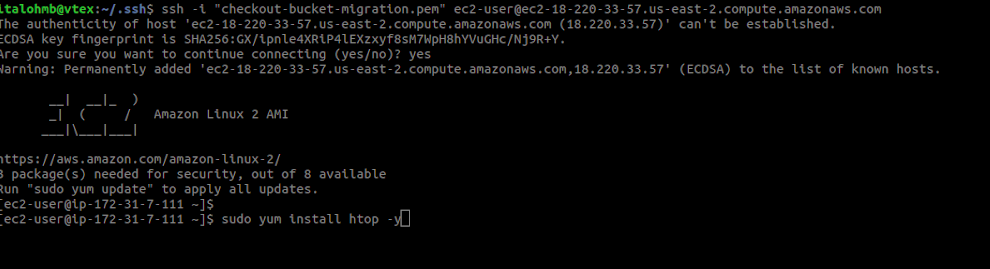 italohmb@vtex:~/.ssh$ ssh -i "checkout-bucket-migration.pem" ec2-user@ec2-18-220-33-57.us-east-2.compute.amazonaws.com
The authenticity of host 'ec2-18-220-33-57.us-east-2.compute.amazonaws.com (18.220.33.57)' can't be established.
ECDSA key fingerprint is SHA256:GX/ipnle4XRiP4lEXzxyf8sM7WpH8hYVuGHc/Nj9R+Y.
Are you sure you want to continue connecting (yes/no)? yes
Warning: Permanently added 'ec2-18-220-33-57.us-east-2.compute.amazonaws.com,18.220.33.57' (ECDSA) to the list of known hosts.
       __|  __|_  )
       _|  (     /   Amazon Linux 2 AMI
      ___|\___|___|
https://aws.amazon.com/amazon-linux-2/
3 package(s) needed for security, out of 8 available
Run "sudo yum update" to apply all updates.
[ec2-user@ip-172-31-7-111 ~]$
[ec2-user@ip-172-31-7-111 ~]$ sudo yum install htop -y